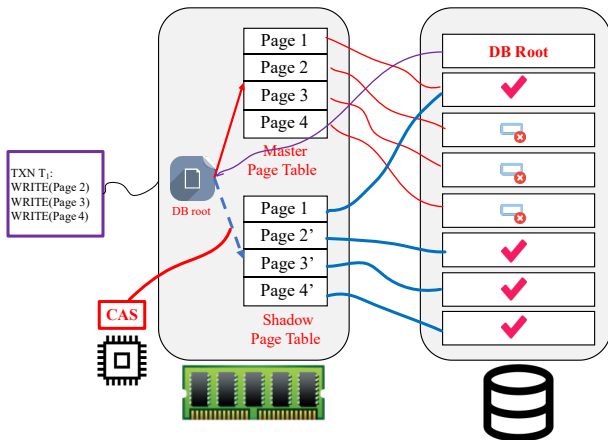 Page 1
Page 2
Page 3
Page 4
Master
Page Table
DB Root
TXN T₁:
WRITE(Page 2)
WRITE(Page 3)
WRITE(Page 4)
DB root
Page 1
Page 2’
Page 3’
Page 4’
Shadow
Page Table
CAS